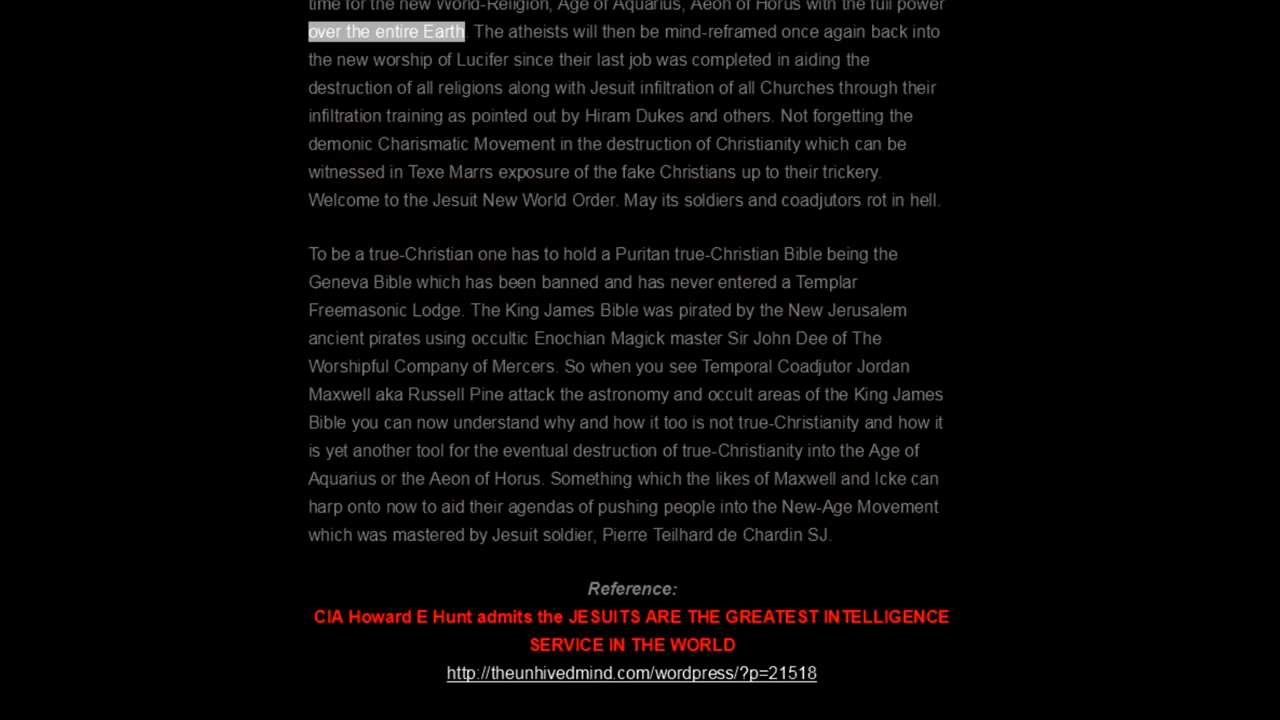 time for the new World-Religion, Age of Aquarius, Aeon of Horus with the full power
over the entire Earth. The atheists will then be mind-reframed once again back into
the new worship of Lucifer since their last job was completed in aiding the
destruction of all religions along with Jesuit infiltration of all Churches through their
infiltration training as pointed out by Hiram Dukes and others. Not forgetting the
demonic Charismatic Movement in the destruction of Christianity which can be
witnessed in Texe Marrs exposure of the fake Christians up to their trickery.
Welcome to the Jesuit New World Order. May its soldiers and coadjutors rot in hell.
To be a true-Christian one has to hold a Puritan true-Christian Bible being the
Geneva Bible which has been banned and has never entered a Templar
Freemasonic Lodge. The King James Bible was pirated by the New Jerusalem
ancient pirates using occultic Enochian Magick master Sir John Dee of The
Worshipful Company of Mercers. So when you see Temporal Coadjutor Jordan
Maxwell aka Russell Pine attack the astronomy and occult areas of the King James
Bible you can now understand why and how it too is not true-Christianity and how it
is yet another tool for the eventual destruction of true-Christianity into the Age of
Aquarius or the Aeon of Horus. Something which the likes of Maxwell and Icke can
harp onto now to aid their agendas of pushing people into the New-Age Movement
which was mastered by Jesuit soldier, Pierre Teilhard de Chardin SJ.
Reference:
CIA Howard E Hunt admits the JESUITS ARE THE GREATEST INTELLIGENCE
SERVICE IN THE WORLD
http://theunhivedmind.com/wordpress/?p=21518